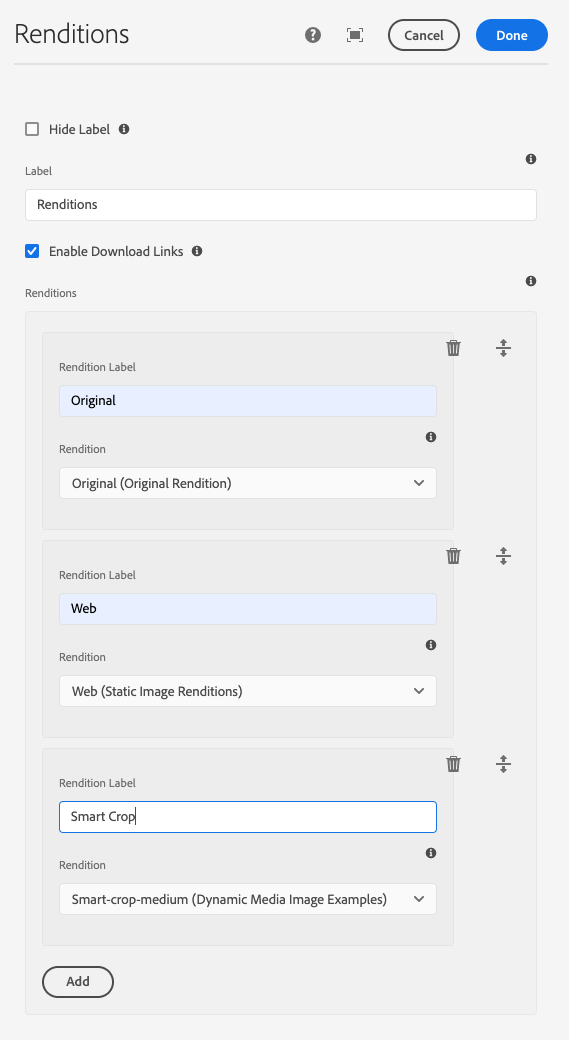 Renditions
Cancel
Done
Hide Label
Label
Renditions
Enable Download Links
Renditions
Rendition Label
Original
Rendition
Original (Original Rendition)
Rendition Label
Web
Rendition
Web (Static Image Renditions)
Rendition Label
Smart Crop
Rendition
Smart-crop-medium (Dynamic Media Image Examples)
Add